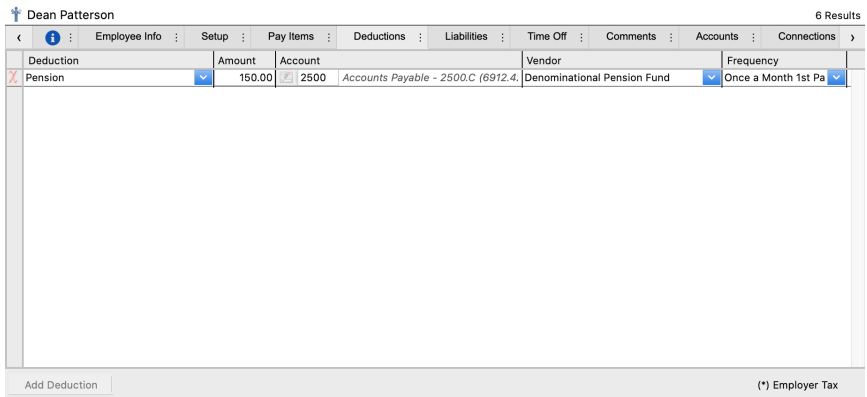 Dean Patterson
6 Results
Employee Info
Setup
Pay Items
Deductions
Liabilities
Time Off
Comments
Accounts
Connections
Deduction
Amount
Account
Vendor
Frequency
Pension
150.00
2500
Accounts Payable - 2500.C (6912.4.
Denominational Pension Fund
Once a Month 1st Pa
Add Deduction
(*) Employer Tax